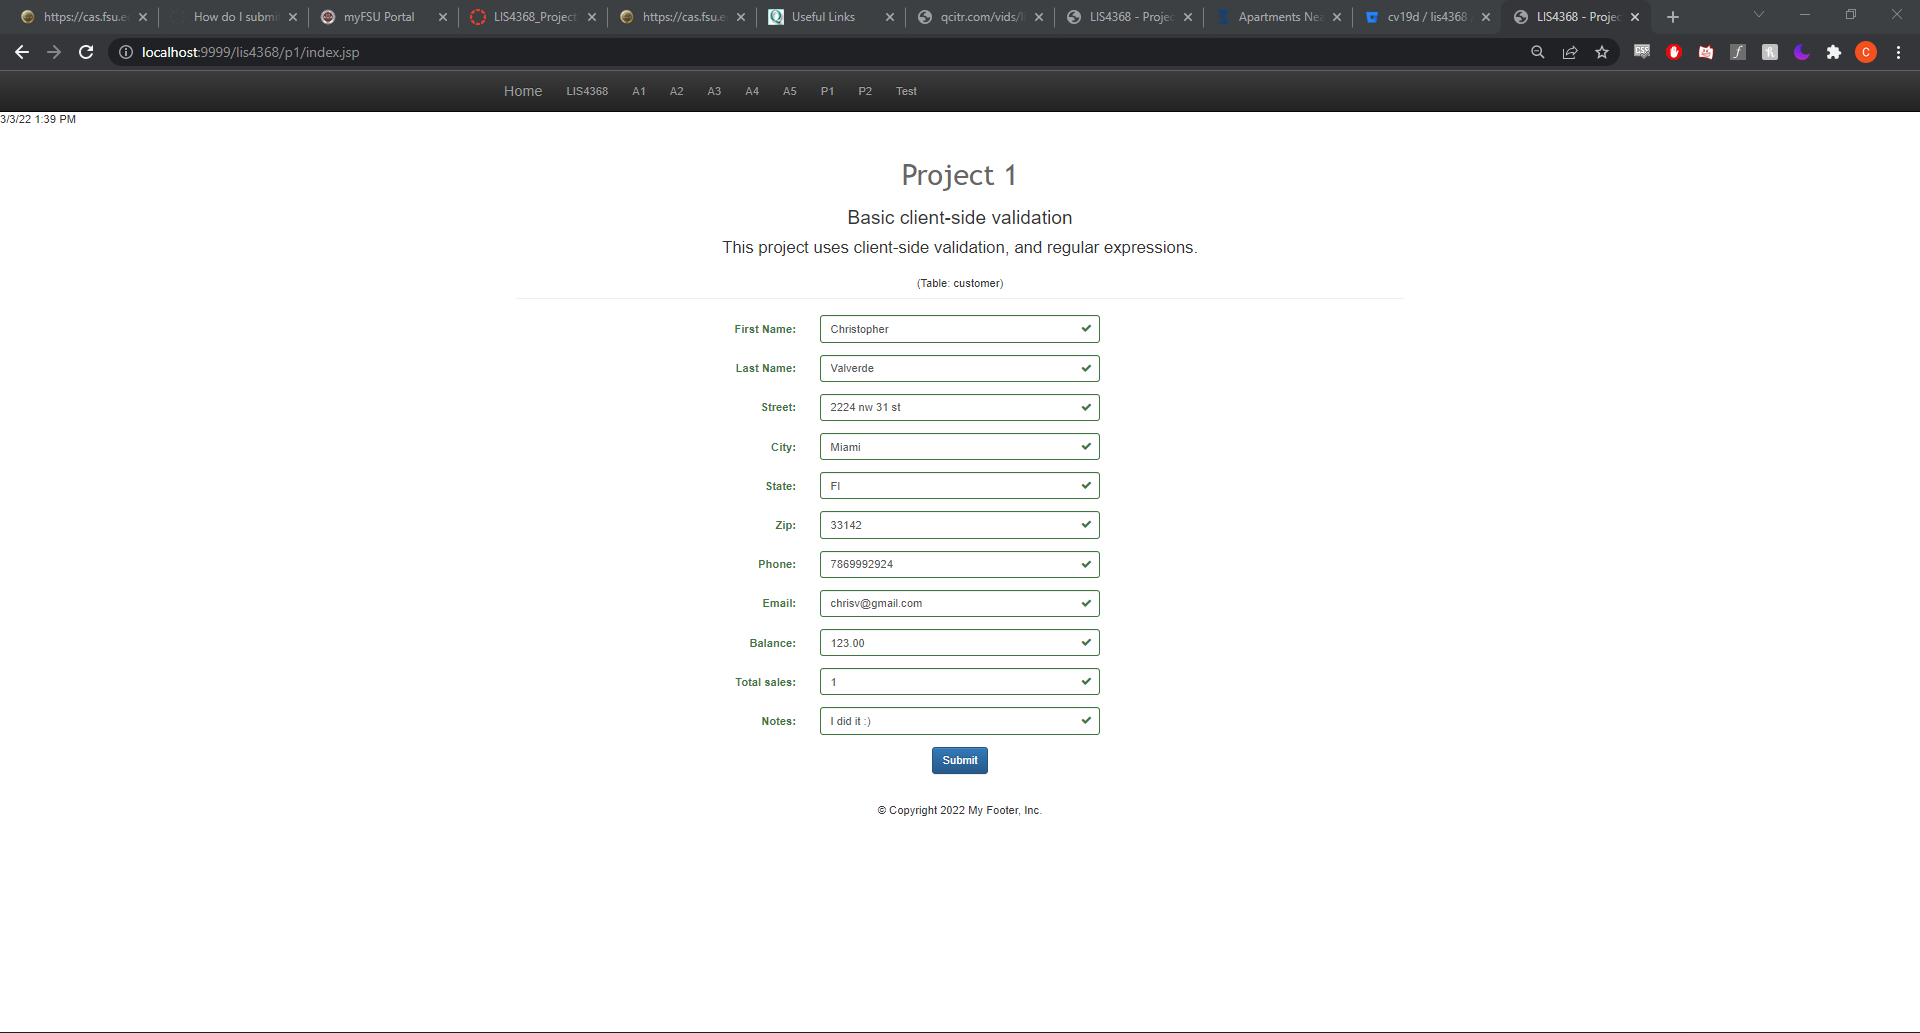 https://cas.fsu.e
How do I submi
myFSU Portal
LIS4368_Project
https://cas.fsu.e
Useful Links
qcitr.com/vids/l
LIS4368 - Projec
Apartments Nea
cv19d / lis4368
LIS4368 - Projec
localhost:9999/lis4368/p1/index.jsp
C
Home LIS4368 A1 A2 A3 A4 A5 P1 P2 Test
3/3/22 1:39 PM
Project 1
Basic client-side validation
This project uses client-side validation, and regular expressions.
(Table: customer)
First Name: Christopher
Last Name: Valverde
Street: 2224 nw 31 st
City: Miami
State: Fl
Zip: 33142
Phone: 7869992924
Email: chrisv@gmail.com
Balance: 123.00
Total sales: 1
Notes: I did it :)
Submit
© Copyright 2022 My Footer, Inc.